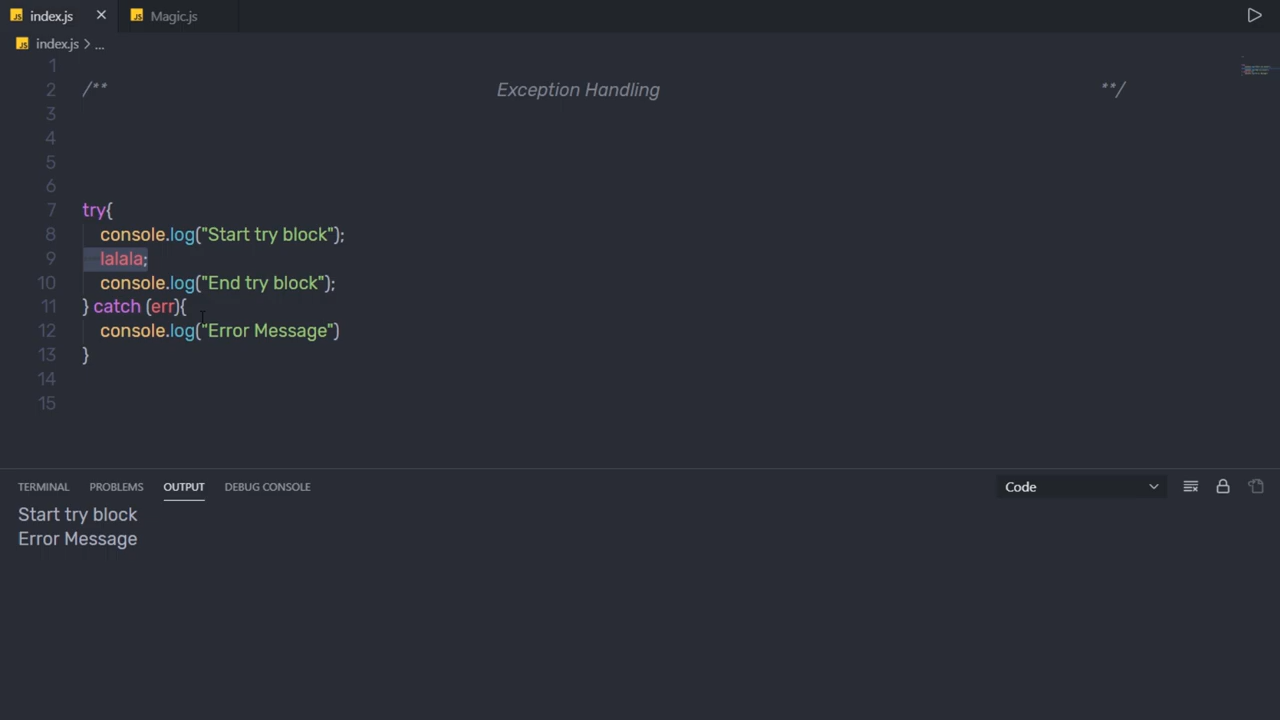 index.js
Magic.js
index.js > ...
1
2 /** Exception Handling **/
3
4
5
6
7 try{
8 console.log("Start try block");
9 lalala;
10 console.log("End try block");
11 } catch (err){
12 console.log("Error Message")
13 }
14
15
TERMINAL PROBLEMS OUTPUT DEBUG CONSOLE Code
Start try block
Error Message